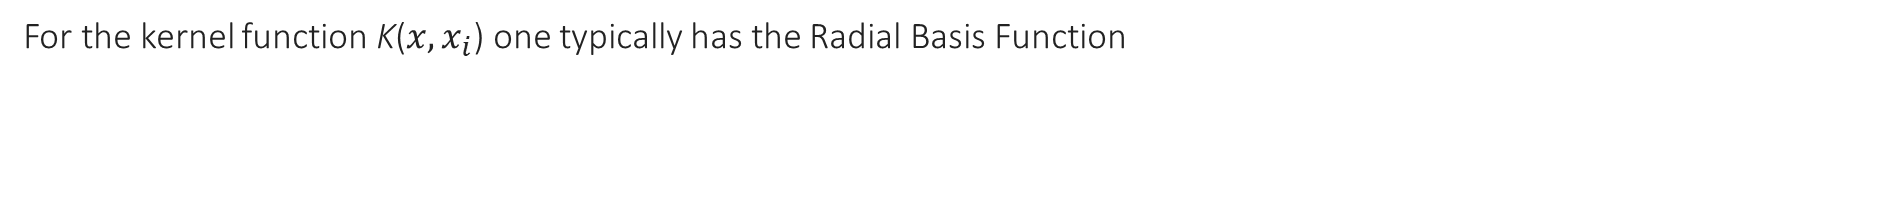 For the kernel function K(x, xᵢ) one typically has the Radial Basis Function